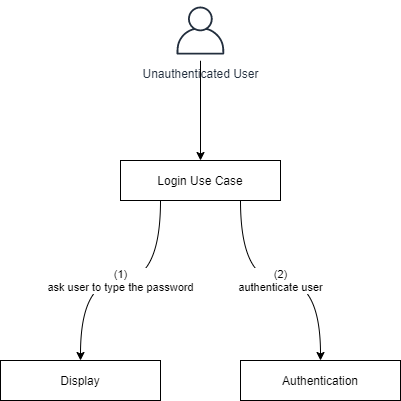 Unauthenticated User
Login Use Case
(1)
ask user to type the password
(2)
authenticate user
Display
Authentication